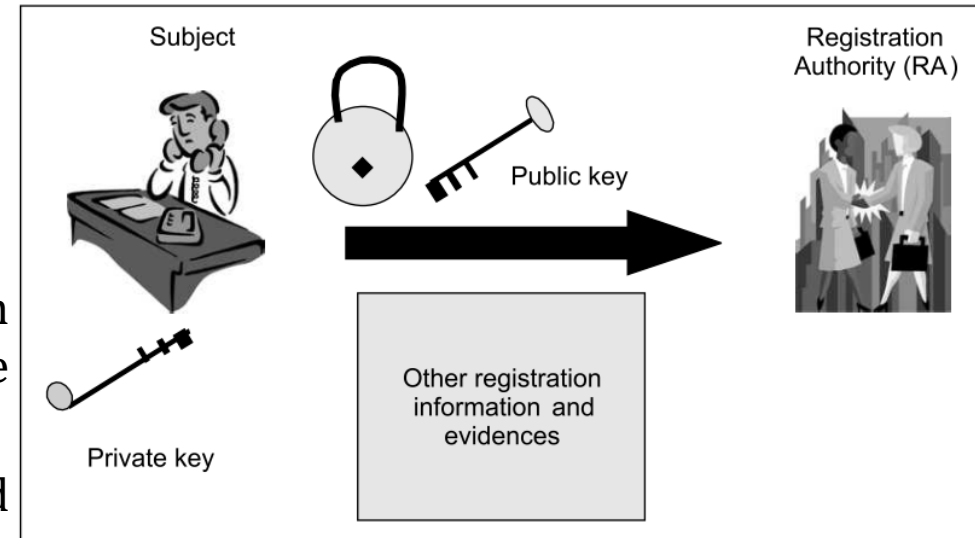 Subject
Registration
Authority (RA)
Public key
Other registration
information and
evidences
Private key